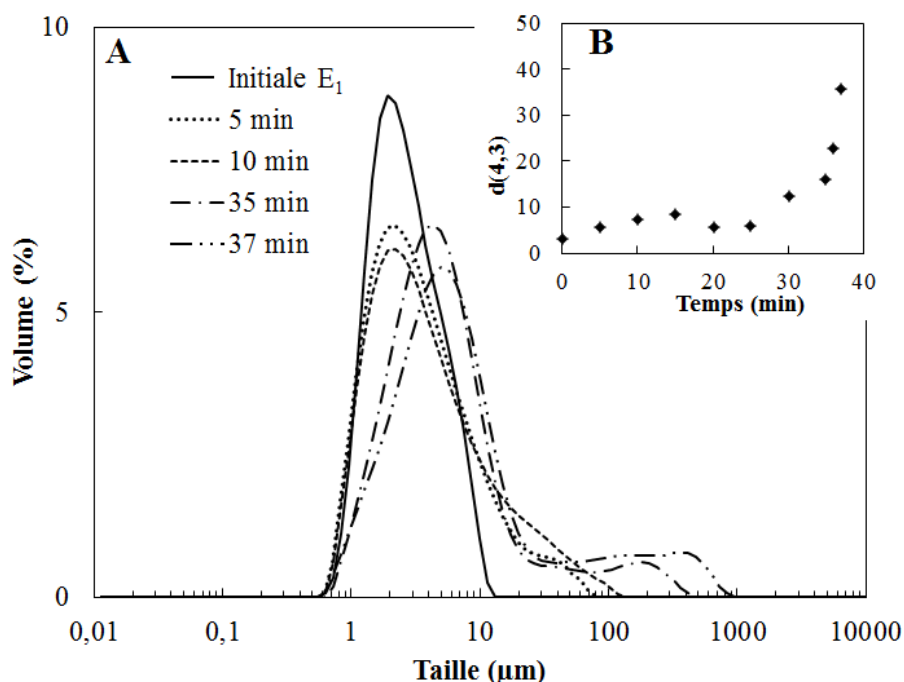 A
Initiale E1
5 min
10 min
35 min
37 min
10
5
0
Volume (%)
0,01 0,1 1 10 100 1000 10000
Taille (µm)
B
50
40
30
20
10
0
d(4,3)
0 10 20 30 40
Temps (min)